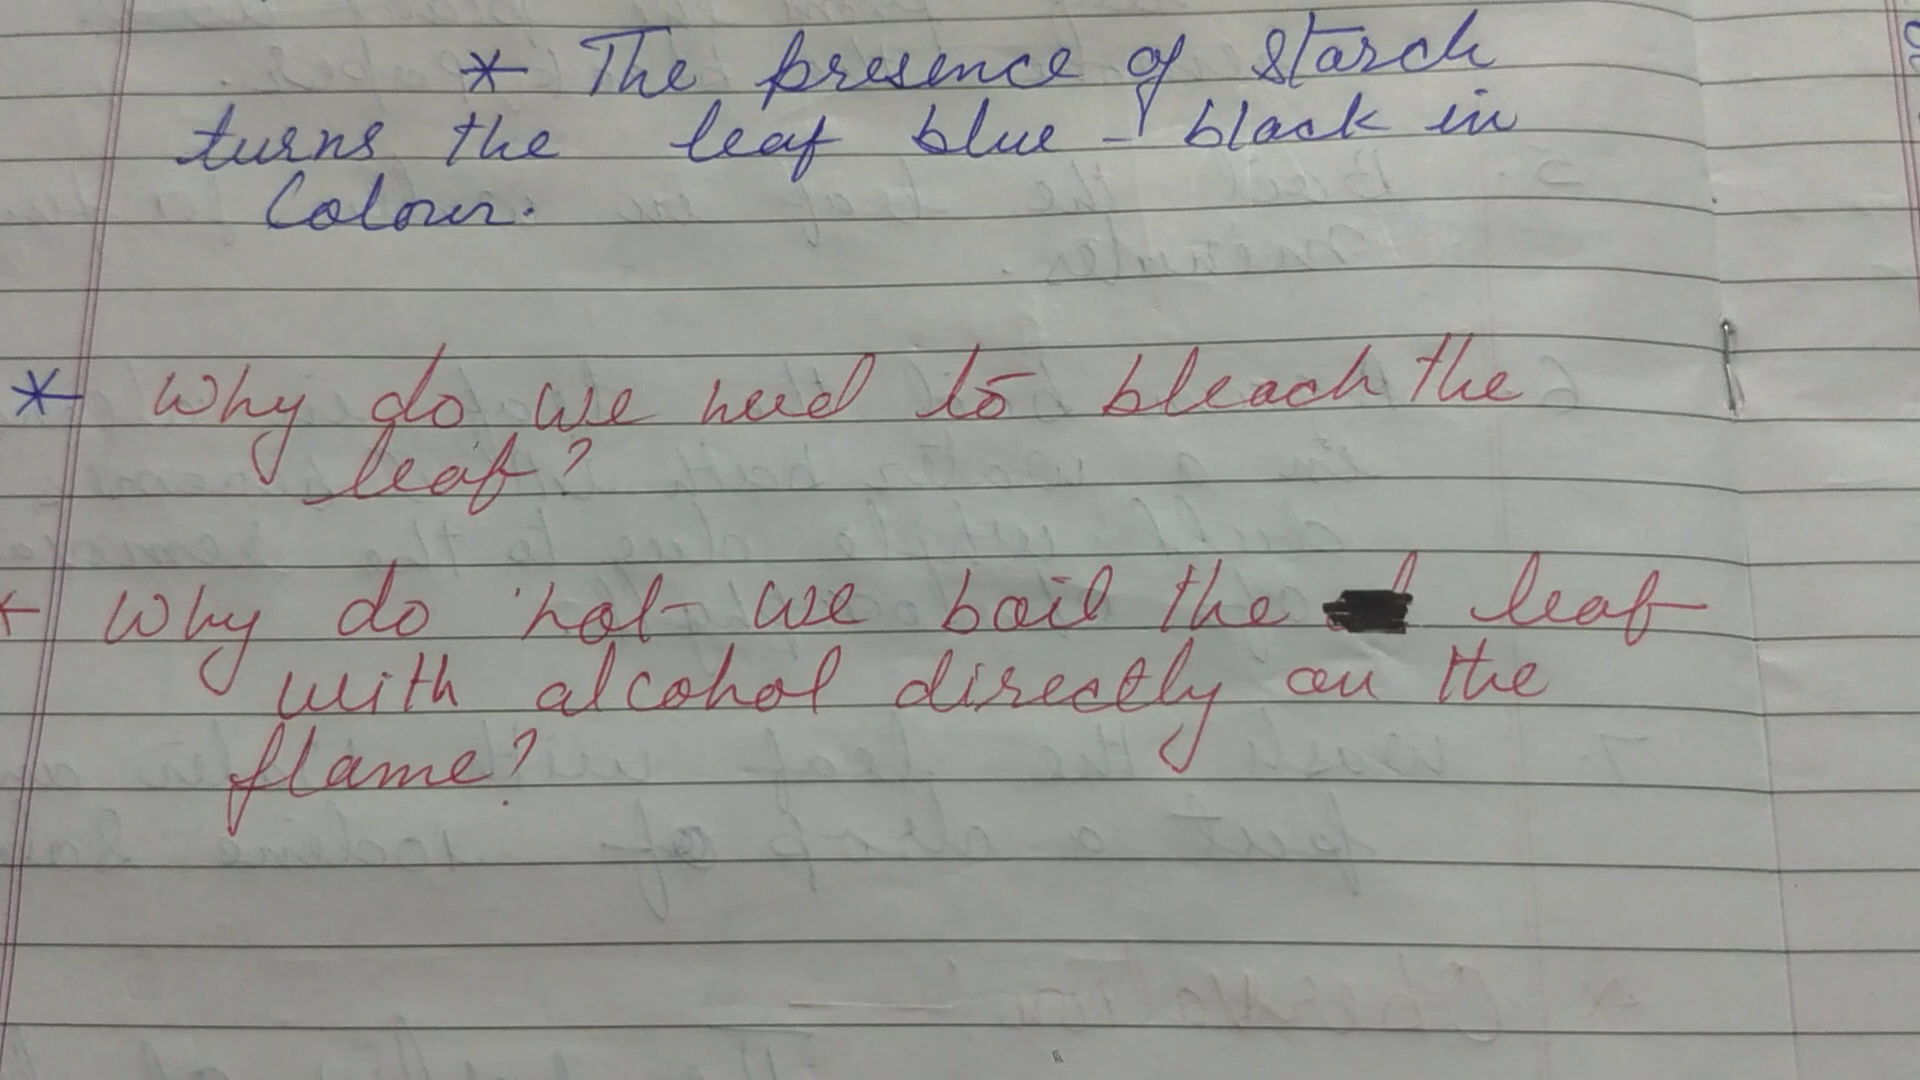 * The presence of starch
turns the leaf blue - black in
Colour.
* Why do we need to bleach the
leaf?
* Why do not we boil the leaf
with alcohol directly on the
flame?